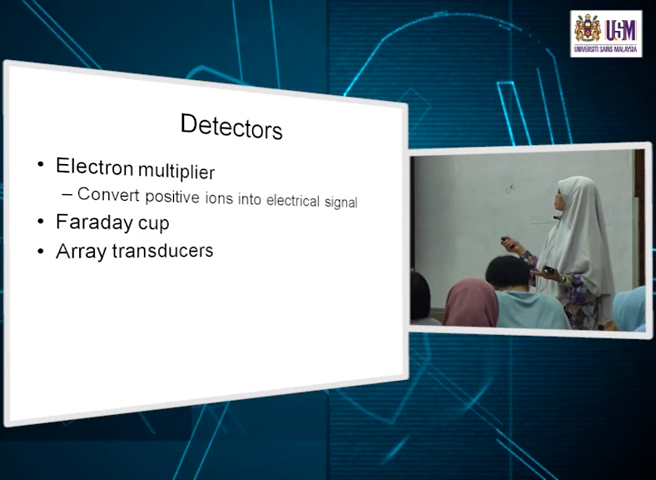 USM
UNIVERSITI SAINS MALAYSIA
Detectors
• Electron multiplier
– Convert positive ions into electrical signal
• Faraday cup
• Array transducers